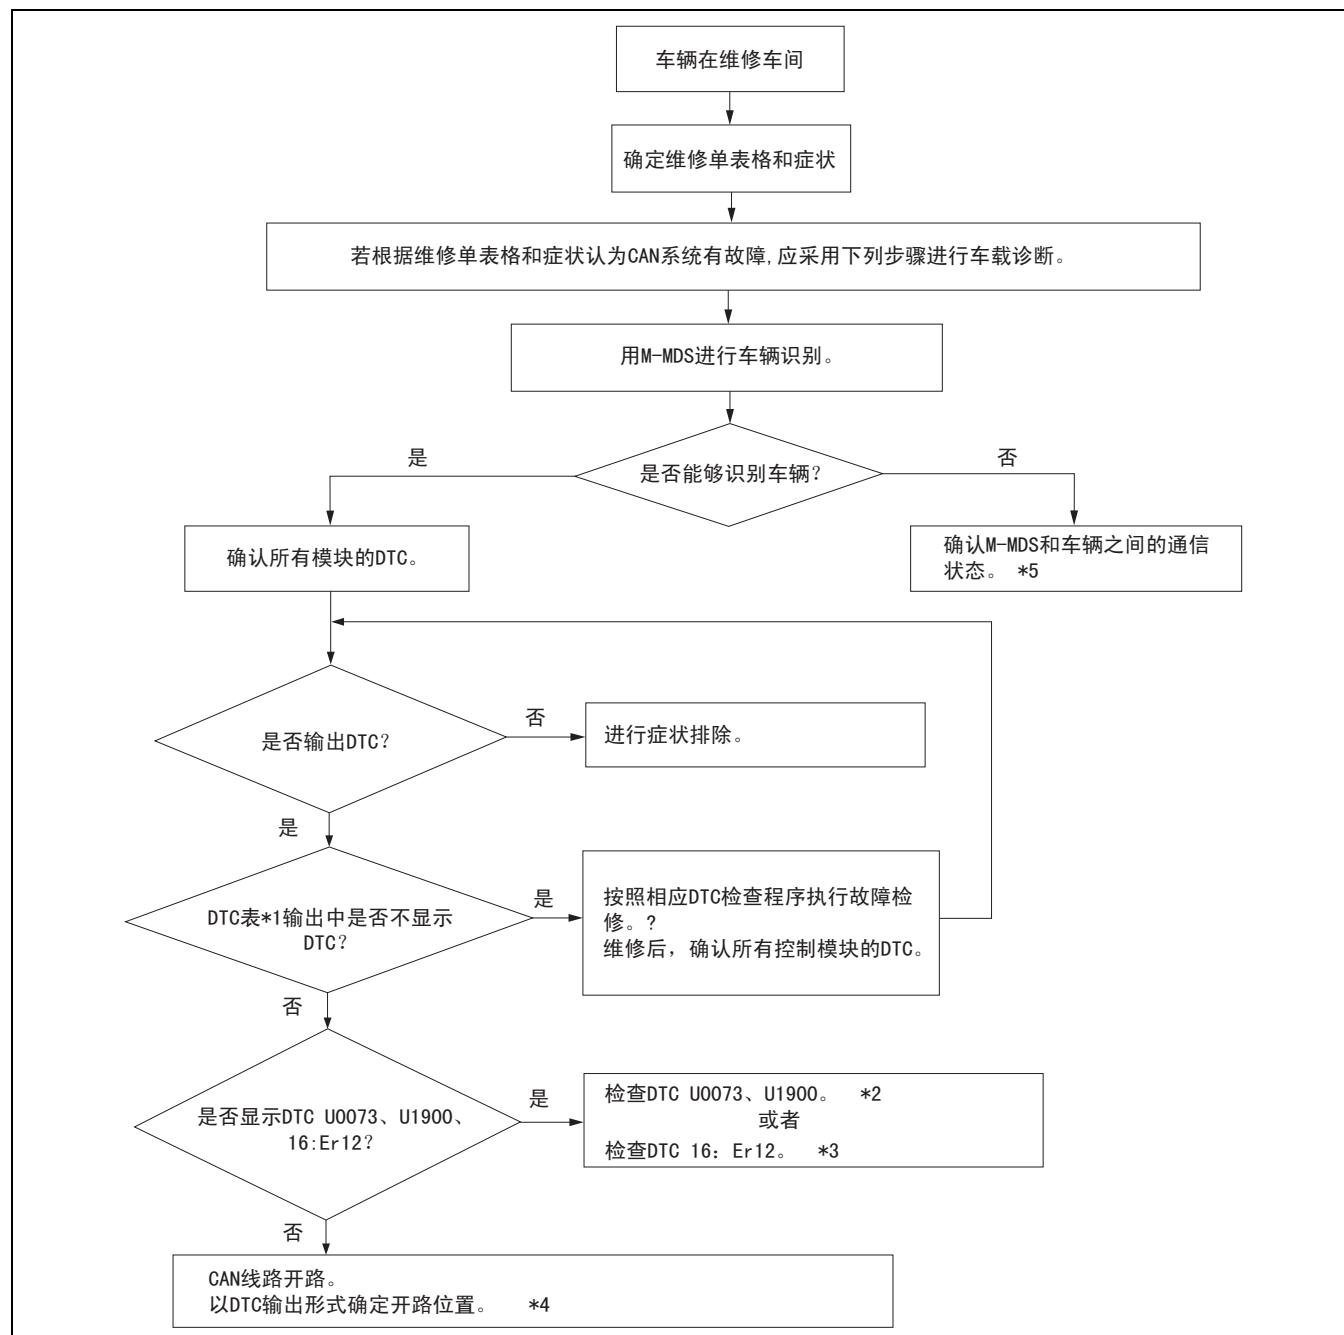 车辆在维修车间
确定维修单表格和症状
若根据维修单表格和症状认为CAN系统有故障,应采用下列步骤进行车载诊断。
用M-MDS进行车辆识别。
是
是否能够识别车辆?
否
确认所有模块的DTC。
确认M-MDS和车辆之间的通信
状态。 *5
是否输出DTC?
否
进行症状排除。
是
DTC表*1输出中是否不显示
DTC?
是
按照相应DTC检查程序执行故障检
修。?
维修后，确认所有控制模块的DTC。
否
是否显示DTC U0073、U1900、
16:Er12?
是
检查DTC U0073、U1900。 *2
或者
检查DTC 16：Er12。 *3
否
CAN线路开路。
以DTC输出形式确定开路位置。 *4